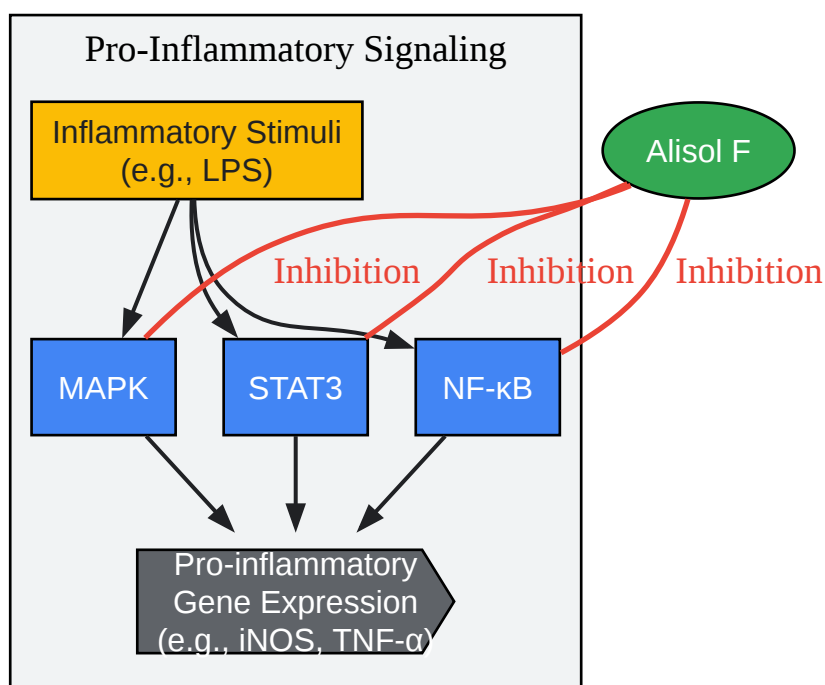 Pro-Inflammatory Signaling
Inflammatory Stimuli
(e.g., LPS)
Alisol F
Inhibition
Inhibition
Inhibition
MAPK
STAT3
NF-κB
Pro-inflammatory
Gene Expression
(e.g., iNOS, TNF-α)